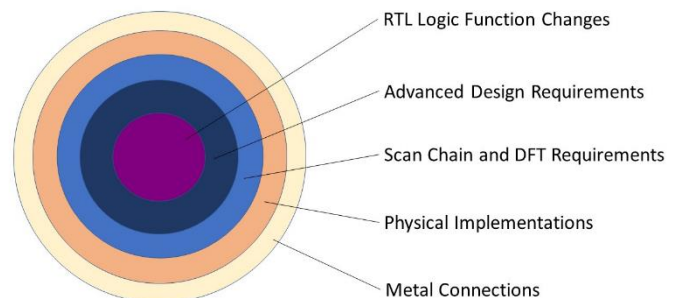 RTL Logic Function Changes
Advanced Design Requirements
Scan Chain and DFT Requirements
Physical Implementations
Metal Connections